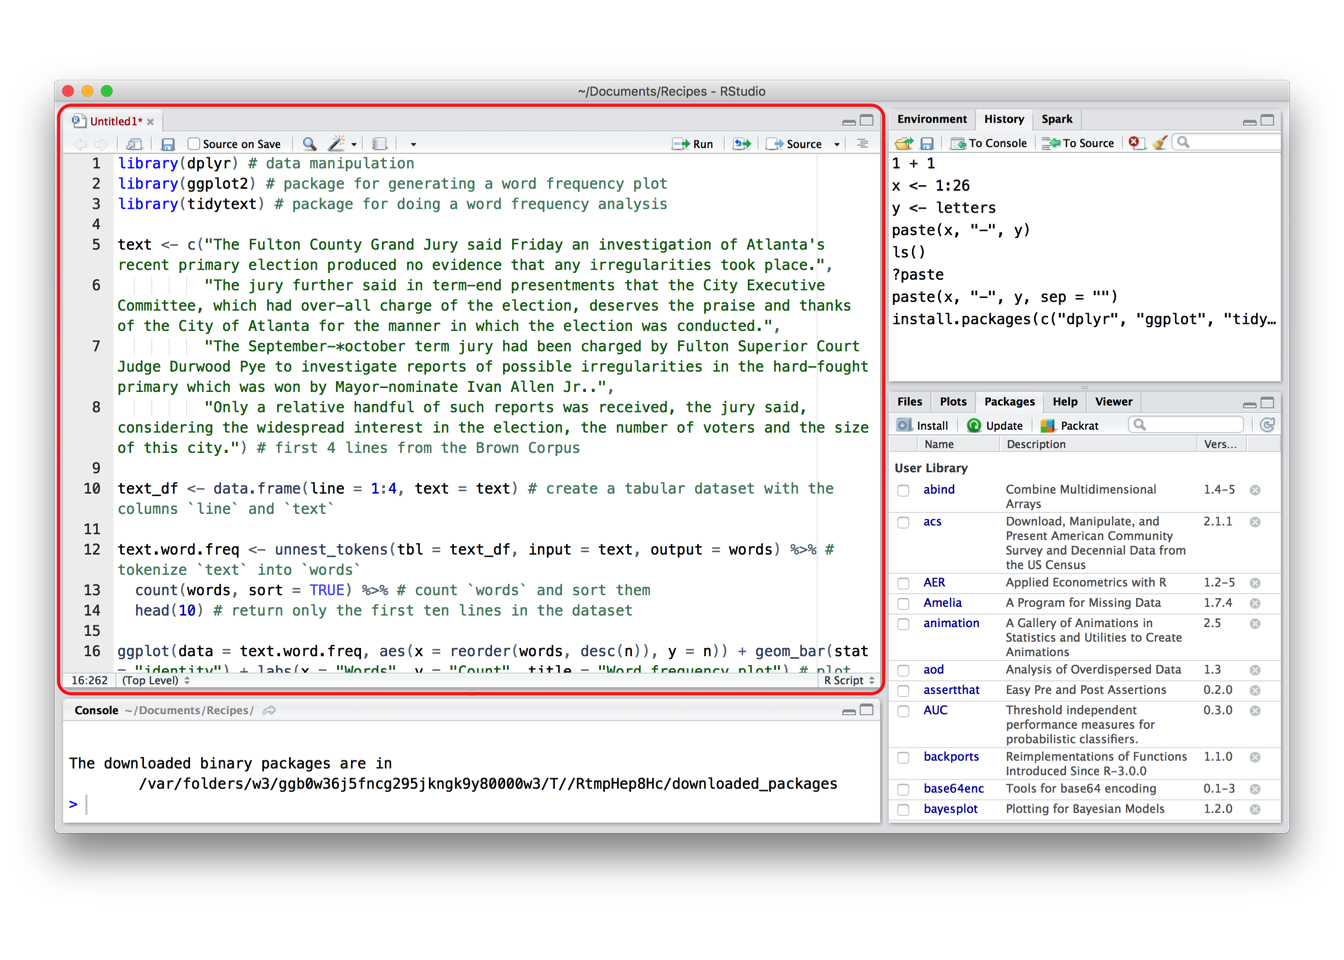 ~/Documents/Recipes - RStudio
Untitled1*
Source on Save
Run
Source
1 library(dplyr) # data manipulation
2 library(ggplot2) # package for generating a word frequency plot
3 library(tidytext) # package for doing a word frequency analysis
4
5 text <- c("The Fulton County Grand Jury said Friday an investigation of Atlanta's
recent primary election produced no evidence that any irregularities took place.",
6 "The jury further said in term-end presentments that the City Executive
Committee, which had over-all charge of the election, deserves the praise and thanks
of the City of Atlanta for the manner in which the election was conducted.",
7 "The September-*october term jury had been charged by Fulton Superior Court
Judge Durwood Pye to investigate reports of possible irregularities in the hard-fought
primary which was won by Mayor-nominate Ivan Allen Jr..",
8 "Only a relative handful of such reports was received, the jury said,
considering the widespread interest in the election, the number of voters and the size
of this city.") # first 4 lines from the Brown Corpus
9
10 text_df <- data.frame(line = 1:4, text = text) # create a tabular dataset with the
columns `line` and `text`
11
12 text.word.freq <- unnest_tokens(tbl = text_df, input = text, output = words) %>% #
tokenize `text` into `words`
13 count(words, sort = TRUE) %>% # count `words` and sort them
14 head(10) # return only the first ten lines in the dataset
15
16 ggplot(data = text.word.freq, aes(x = reorder(words, desc(n)), y = n)) + geom_bar(stat
= "identity") + labs(x = "Words", y = "Count", title = "Word frequency plot") # plot
16:262 (Top Level) R Script
Console ~/Documents/Recipes/
The downloaded binary packages are in
/var/folders/w3/ggb0w36j5fncg295jkngk9y80000w3/T//RtmpHep8Hc/downloaded_packages
>
Environment History Spark
To Console To Source
1 + 1
x <- 1:26
y <- letters
paste(x, "-", y)
ls()
?paste
paste(x, "-", y, sep = "")
install.packages(c("dplyr", "ggplot", "tidy…
Files Plots Packages Help Viewer
Install Update Packrat
Name Description Vers...
User Library
abind Combine Multidimensional 1.4-5
Arrays
acs Download, Manipulate, and 2.1.1
Present American Community
Survey and Decennial Data from
the US Census
AER Applied Econometrics with R 1.2-5
Amelia A Program for Missing Data 1.7.4
animation A Gallery of Animations in 2.5
Statistics and Utilities to Create
Animations
aod Analysis of Overdispersed Data 1.3
assertthat Easy Pre and Post Assertions 0.2.0
AUC Threshold independent 0.3.0
performance measures for
probabilistic classifiers.
backports Reimplementations of Functions 1.1.0
Introduced Since R-3.0.0
base64enc Tools for base64 encoding 0.1-3
bayesplot Plotting for Bayesian Models 1.2.0